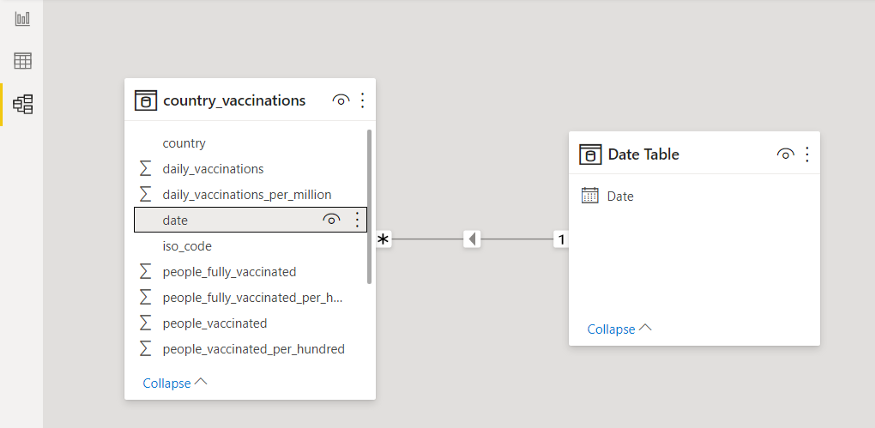 country_vaccinations
country
daily_vaccinations
daily_vaccinations_per_million
date
iso_code
people_fully_vaccinated
people_fully_vaccinated_per_h...
people_vaccinated
people_vaccinated_per_hundred
Collapse
* 1
Date Table
Date
Collapse